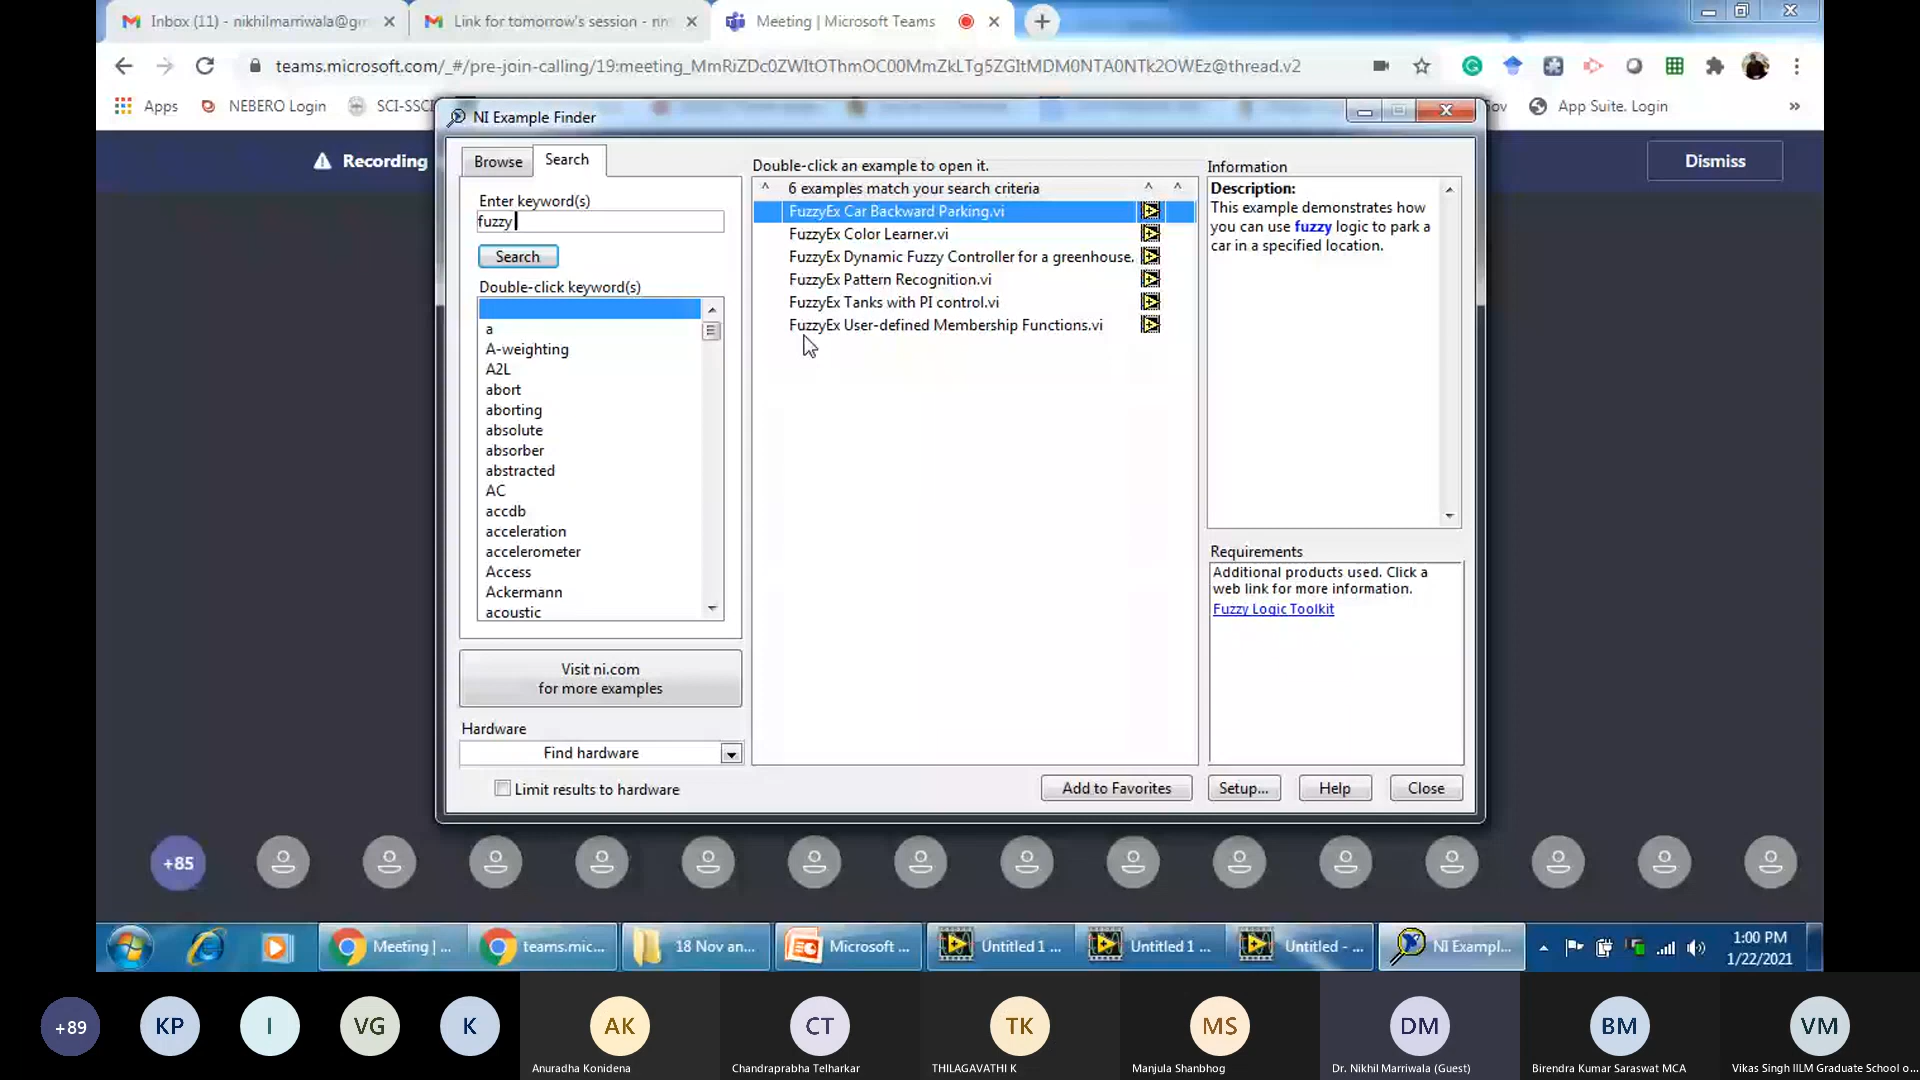 Inbox (11) - nikhilmarriwala@gm
Link for tomorrow's session - nni
Meeting | Microsoft Teams
teams.microsoft.com/_#/pre-join-calling/19:meeting_MmRiZDc0ZWItOThmOC00MmZkLTg5ZGItMDM0NTA0NTk2OWEz@thread.v2
Apps
NEBERO Login
SCI-SSCI
Gov
App Suite. Login
»
NI Example Finder
Recording
Dismiss
Browse
Search
Enter keyword(s)
fuzzy
Search
Double-click keyword(s)
a
A-weighting
A2L
abort
aborting
absolute
absorber
abstracted
AC
accdb
acceleration
accelerometer
Access
Ackermann
acoustic
Visit ni.com
for more examples
Hardware
Find hardware
Limit results to hardware
Double-click an example to open it.
6 examples match your search criteria
FuzzyEx Car Backward Parking.vi
FuzzyEx Color Learner.vi
FuzzyEx Dynamic Fuzzy Controller for a greenhouse.
FuzzyEx Pattern Recognition.vi
FuzzyEx Tanks with PI control.vi
FuzzyEx User-defined Membership Functions.vi
Information
Description:
This example demonstrates how
you can use fuzzy logic to park a
car in a specified location.
Requirements
Additional products used. Click a
web link for more information.
Fuzzy Logic Toolkit
Add to Favorites
Setup...
Help
Close
+85
Meeting | ...
teams.mic...
18 Nov an...
Microsoft ...
Untitled 1 ...
Untitled 1 ...
Untitled - ...
NI Exampl...
1:00 PM
1/22/2021
+89
KP
I
VG
K
AK
Anuradha Konidena
CT
Chandraprabha Telharkar
TK
THILAGAVATHI K
MS
Manjula Shanbhog
DM
Dr. Nikhil Marriwala (Guest)
BM
Birendra Kumar Saraswat MCA
VM
Vikas Singh IILM Graduate School o...